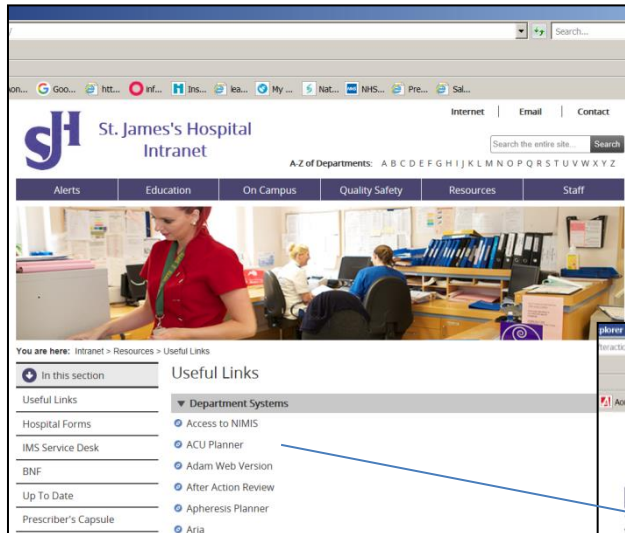 /
Search...
on... Goo... htt... inf... Ins... lea... My ... Nat... NHS... Pre... Sal...
Internet | Email | Contact
SJH
St. James's Hospital
Intranet
Search the entire site... Search
A-Z of Departments: A B C D E F G H I J K L M N O P Q R S T U V W X Y Z
Alerts Education On Campus Quality Safety Resources Staff
You are here: Intranet > Resources > Useful Links
plorer
teractio
In this section
Useful Links
Useful Links
Department Systems
Hospital Forms
Access to NIMIS
IMS Service Desk
ACU Planner
BNF
Adam Web Version
Up To Date
After Action Review
Prescriber's Capsule
Apheresis Planner
Aria